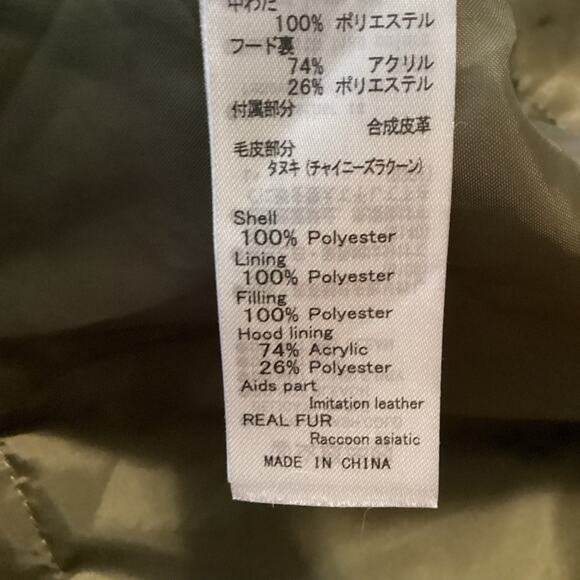 中わた
100% ポリエステル
フード裏
74% アクリル
26% ポリエステル
付属部分
合成皮革
毛皮部分
タヌキ(チャイニーズラクーン)
Shell
100% Polyester
Lining
100% Polyester
Filling
100% Polyester
Hood lining
74% Acrylic
26% Polyester
Aids part
Imitation leather
REAL FUR
Raccoon asiatic
MADE IN CHINA